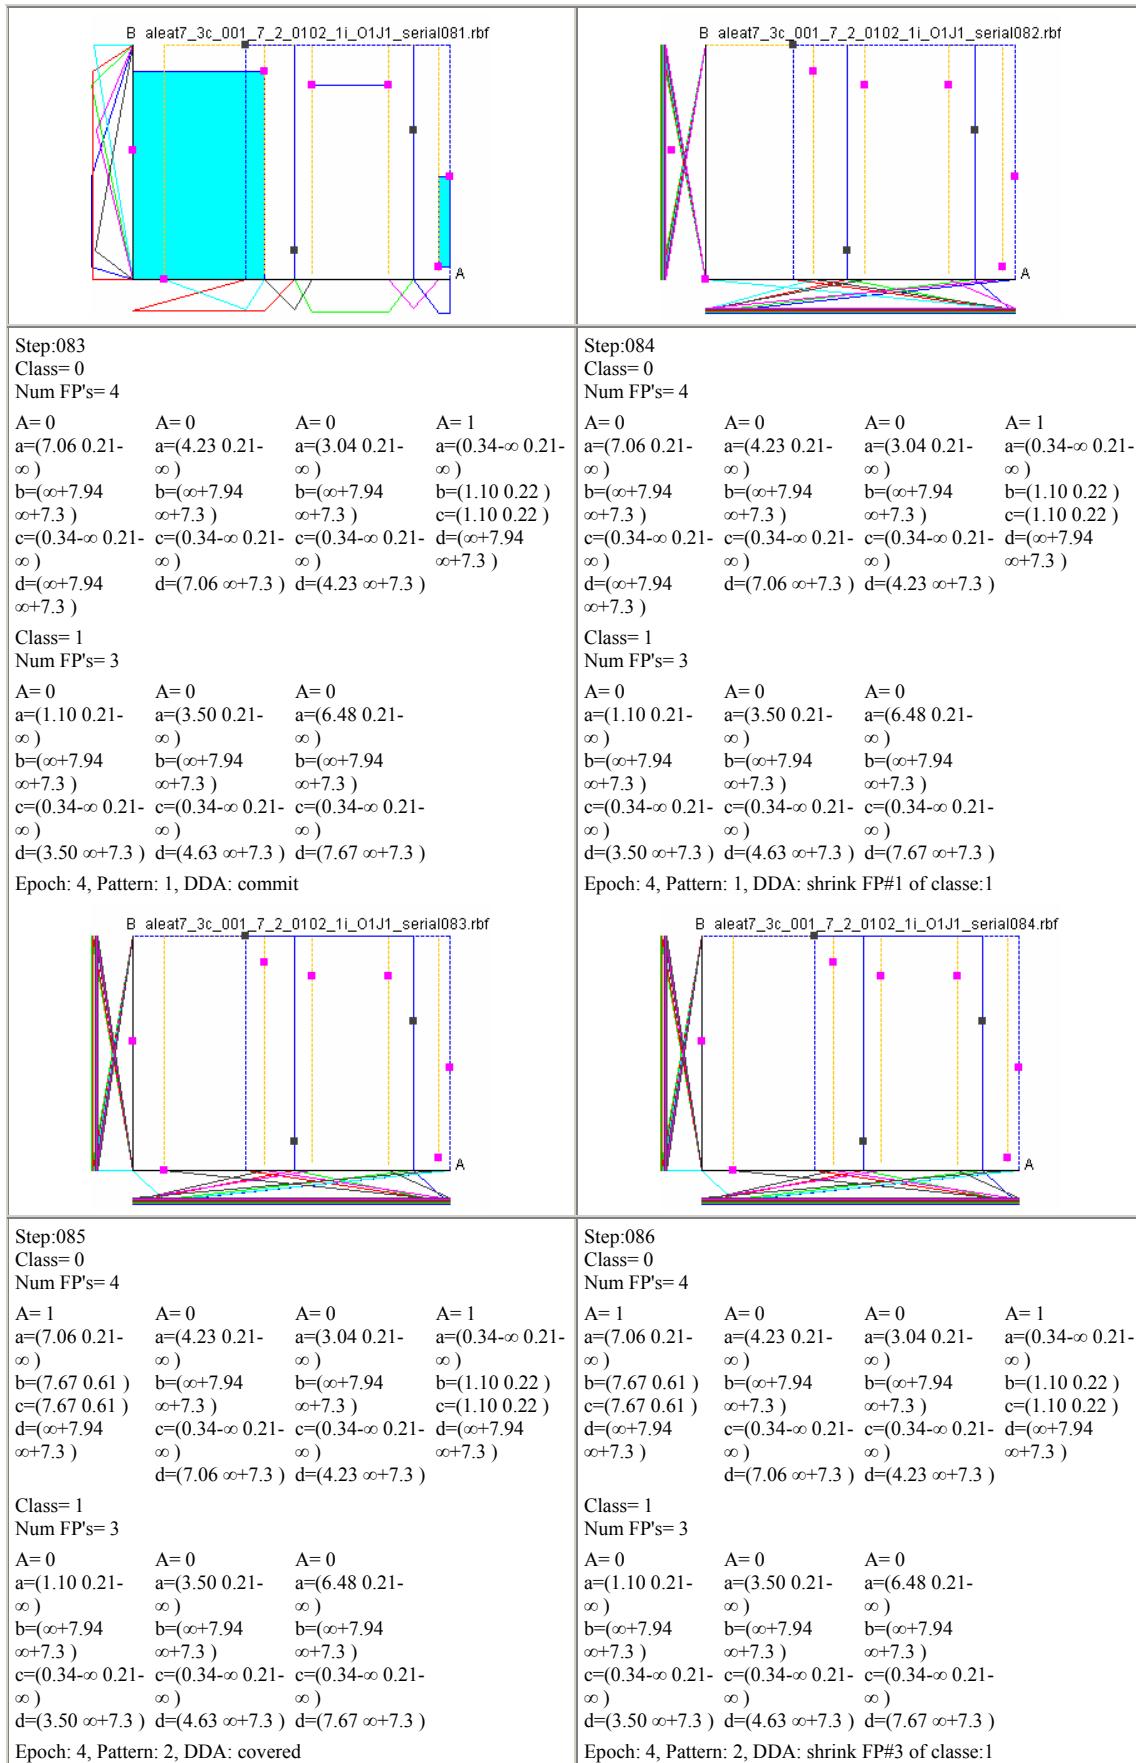 B aleat7_3c_001_7_2_0102_1i_O1J1_serial081.rbf
A
B aleat7_3c_001_7_2_0102_1i_O1J1_serial082.rbf
A
Step:083
Class= 0
Num FP's= 4
A= 0 A= 0 A= 0 A= 1
a=(7.06 0.21- a=(4.23 0.21- a=(3.04 0.21- a=(0.34-∞ 0.21-
∞ ) ∞ ) ∞ ) ∞ )
b=(∞+7.94 b=(∞+7.94 b=(∞+7.94 b=(1.10 0.22 )
∞+7.3 ) ∞+7.3 ) ∞+7.3 ) c=(1.10 0.22 )
c=(0.34-∞ 0.21- c=(0.34-∞ 0.21- c=(0.34-∞ 0.21- d=(∞+7.94
∞ ) ∞ ) ∞ ) ∞+7.3 )
d=(∞+7.94 d=(7.06 ∞+7.3 ) d=(4.23 ∞+7.3 )
∞+7.3 )
Class= 1
Num FP's= 3
A= 0 A= 0 A= 0
a=(1.10 0.21- a=(3.50 0.21- a=(6.48 0.21-
∞ ) ∞ ) ∞ )
b=(∞+7.94 b=(∞+7.94 b=(∞+7.94
∞+7.3 ) ∞+7.3 ) ∞+7.3 )
c=(0.34-∞ 0.21- c=(0.34-∞ 0.21- c=(0.34-∞ 0.21-
∞ ) ∞ ) ∞ )
d=(3.50 ∞+7.3 ) d=(4.63 ∞+7.3 ) d=(7.67 ∞+7.3 )
Epoch: 4, Pattern: 1, DDA: commit
B aleat7_3c_001_7_2_0102_1i_O1J1_serial083.rbf
A
Step:084
Class= 0
Num FP's= 4
A= 0 A= 0 A= 0 A= 1
a=(7.06 0.21- a=(4.23 0.21- a=(3.04 0.21- a=(0.34-∞ 0.21-
∞ ) ∞ ) ∞ ) ∞ )
b=(∞+7.94 b=(∞+7.94 b=(∞+7.94 b=(1.10 0.22 )
∞+7.3 ) ∞+7.3 ) ∞+7.3 ) c=(1.10 0.22 )
c=(0.34-∞ 0.21- c=(0.34-∞ 0.21- c=(0.34-∞ 0.21- d=(∞+7.94
∞ ) ∞ ) ∞ ) ∞+7.3 )
d=(∞+7.94 d=(7.06 ∞+7.3 ) d=(4.23 ∞+7.3 )
∞+7.3 )
Class= 1
Num FP's= 3
A= 0 A= 0 A= 0
a=(1.10 0.21- a=(3.50 0.21- a=(6.48 0.21-
∞ ) ∞ ) ∞ )
b=(∞+7.94 b=(∞+7.94 b=(∞+7.94
∞+7.3 ) ∞+7.3 ) ∞+7.3 )
c=(0.34-∞ 0.21- c=(0.34-∞ 0.21- c=(0.34-∞ 0.21-
∞ ) ∞ ) ∞ )
d=(3.50 ∞+7.3 ) d=(4.63 ∞+7.3 ) d=(7.67 ∞+7.3 )
Epoch: 4, Pattern: 1, DDA: shrink FP#1 of classe:1
B aleat7_3c_001_7_2_0102_1i_O1J1_serial084.rbf
A
Step:085
Class= 0
Num FP's= 4
A= 1 A= 0 A= 0 A= 1
a=(7.06 0.21- a=(4.23 0.21- a=(3.04 0.21- a=(0.34-∞ 0.21-
∞ ) ∞ ) ∞ ) ∞ )
b=(7.67 0.61 ) b=(∞+7.94 b=(∞+7.94 b=(1.10 0.22 )
c=(7.67 0.61 ) ∞+7.3 ) ∞+7.3 ) c=(1.10 0.22 )
d=(∞+7.94 c=(0.34-∞ 0.21- c=(0.34-∞ 0.21- d=(∞+7.94
∞+7.3 ) ∞ ) ∞ ) ∞+7.3 )
d=(7.06 ∞+7.3 ) d=(4.23 ∞+7.3 )
Class= 1
Num FP's= 3
A= 0 A= 0 A= 0
a=(1.10 0.21- a=(3.50 0.21- a=(6.48 0.21-
∞ ) ∞ ) ∞ )
b=(∞+7.94 b=(∞+7.94 b=(∞+7.94
∞+7.3 ) ∞+7.3 ) ∞+7.3 )
c=(0.34-∞ 0.21- c=(0.34-∞ 0.21- c=(0.34-∞ 0.21-
∞ ) ∞ ) ∞ )
d=(3.50 ∞+7.3 ) d=(4.63 ∞+7.3 ) d=(7.67 ∞+7.3 )
Epoch: 4, Pattern: 2, DDA: covered
Step:086
Class= 0
Num FP's= 4
A= 1 A= 0 A= 0 A= 1
a=(7.06 0.21- a=(4.23 0.21- a=(3.04 0.21- a=(0.34-∞ 0.21-
∞ ) ∞ ) ∞ ) ∞ )
b=(7.67 0.61 ) b=(∞+7.94 b=(∞+7.94 b=(1.10 0.22 )
c=(7.67 0.61 ) ∞+7.3 ) ∞+7.3 ) c=(1.10 0.22 )
d=(∞+7.94 c=(0.34-∞ 0.21- c=(0.34-∞ 0.21- d=(∞+7.94
∞+7.3 ) ∞ ) ∞ ) ∞+7.3 )
d=(7.06 ∞+7.3 ) d=(4.23 ∞+7.3 )
Class= 1
Num FP's= 3
A= 0 A= 0 A= 0
a=(1.10 0.21- a=(3.50 0.21- a=(6.48 0.21-
∞ ) ∞ ) ∞ )
b=(∞+7.94 b=(∞+7.94 b=(∞+7.94
∞+7.3 ) ∞+7.3 ) ∞+7.3 )
c=(0.34-∞ 0.21- c=(0.34-∞ 0.21- c=(0.34-∞ 0.21-
∞ ) ∞ ) ∞ )
d=(3.50 ∞+7.3 ) d=(4.63 ∞+7.3 ) d=(7.67 ∞+7.3 )
Epoch: 4, Pattern: 2, DDA: shrink FP#3 of classe:1